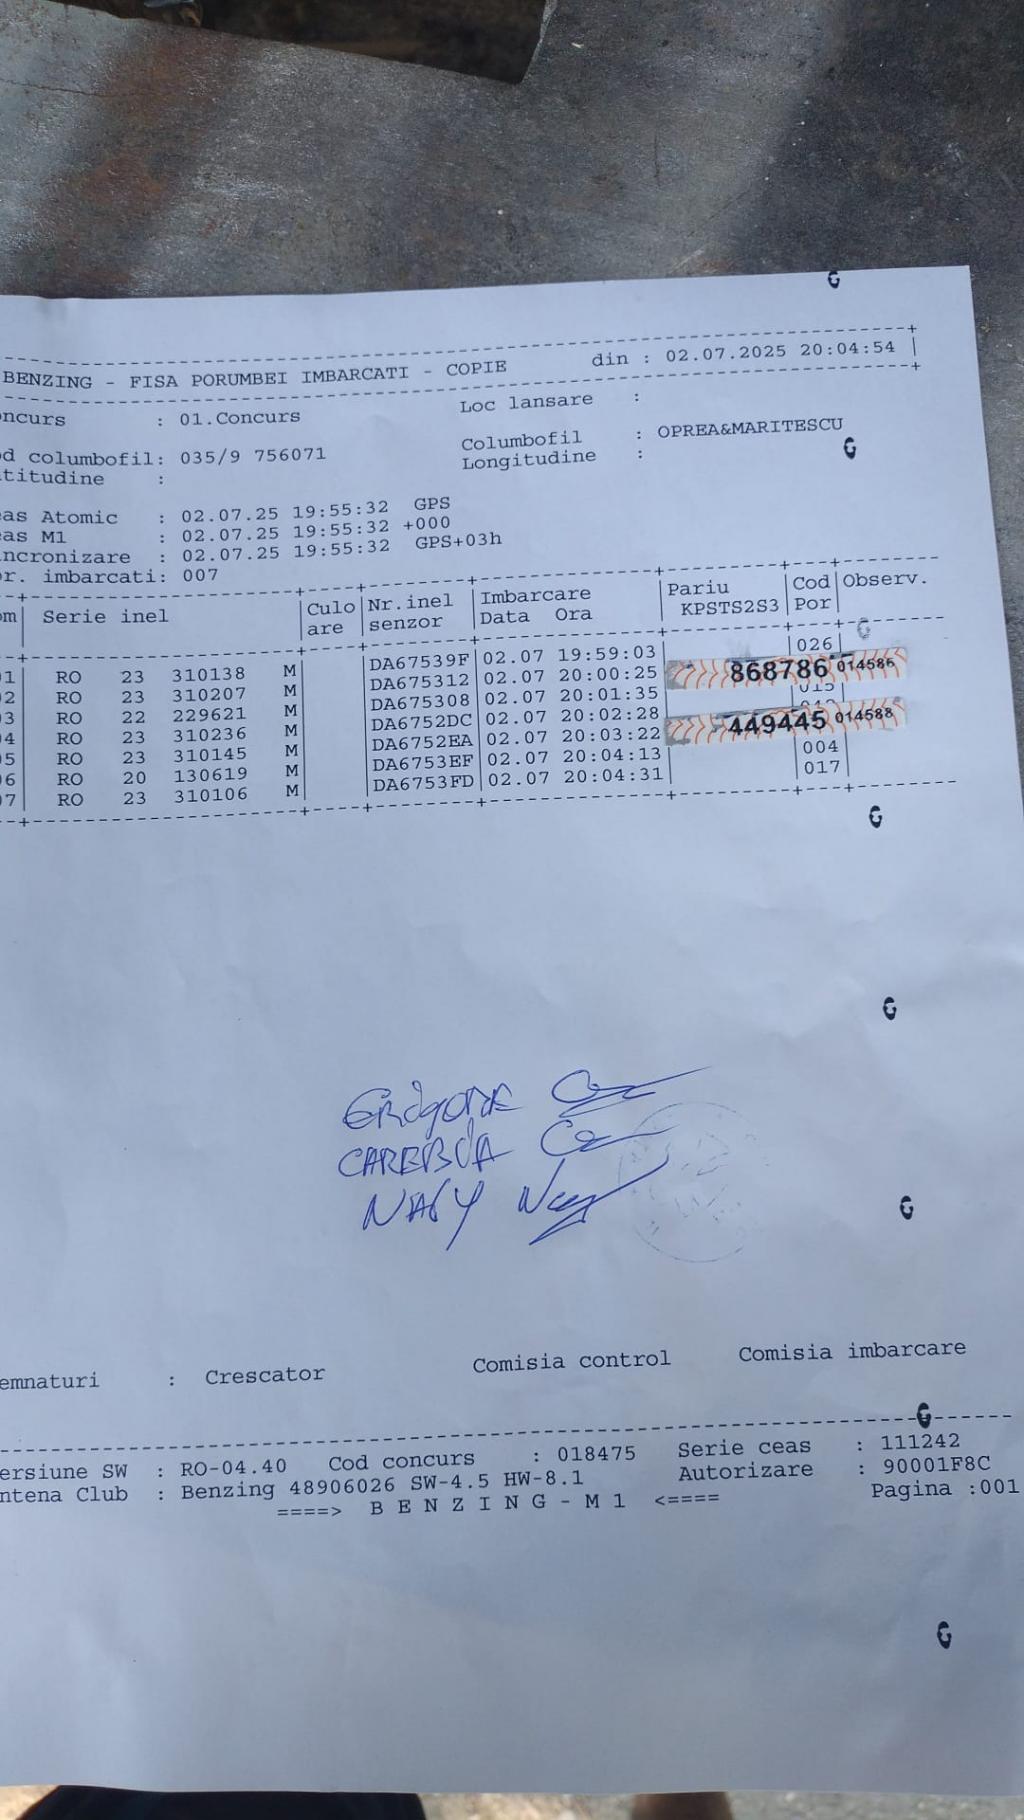 BENZING - FISA PORUMBEI IMBARCATI - COPIE din : 02.07.2025 20:04:54
oncurs : 01.Concurs Loc lansare :
d columbofil: 035/9 756071 Columbofil : OPREA&MARITESCU
titudine : Longitudine :
as Atomic : 02.07.25 19:55:32 GPS
as M1 : 02.07.25 19:55:32 +000
ncronizare : 02.07.25 19:55:32 GPS+03h
r. imbarcati: 007
om Serie inel Culo Nr.inel Imbarcare Pariu Cod Observ.
are senzor Data Ora KPSTS2S3 Por
1 RO 23 310138 M DA67539F 02.07 19:59:03 026
2 RO 23 310207 M DA675312 02.07 20:00:25 868786 014586
3 RO 22 229621 M DA675308 02.07 20:01:35 015
4 RO 23 310236 M DA6752DC 02.07 20:02:28 449445 014588
5 RO 23 310145 M DA6752EA 02.07 20:03:22
6 RO 20 130619 M DA6753EF 02.07 20:04:13 004
7 RO 23 310106 M DA6753FD 02.07 20:04:31 017
GRIGORE
CAREBUA
NAGY
emnaturi : Crescator Comisia control Comisia imbarcare
ersiune SW : RO-04.40 Cod concurs : 018475 Serie ceas : 111242
ntena Club : Benzing 48906026 SW-4.5 HW-8.1 Autorizare : 90001F8C
====> B E N Z I N G - M 1 <==== Pagina :001